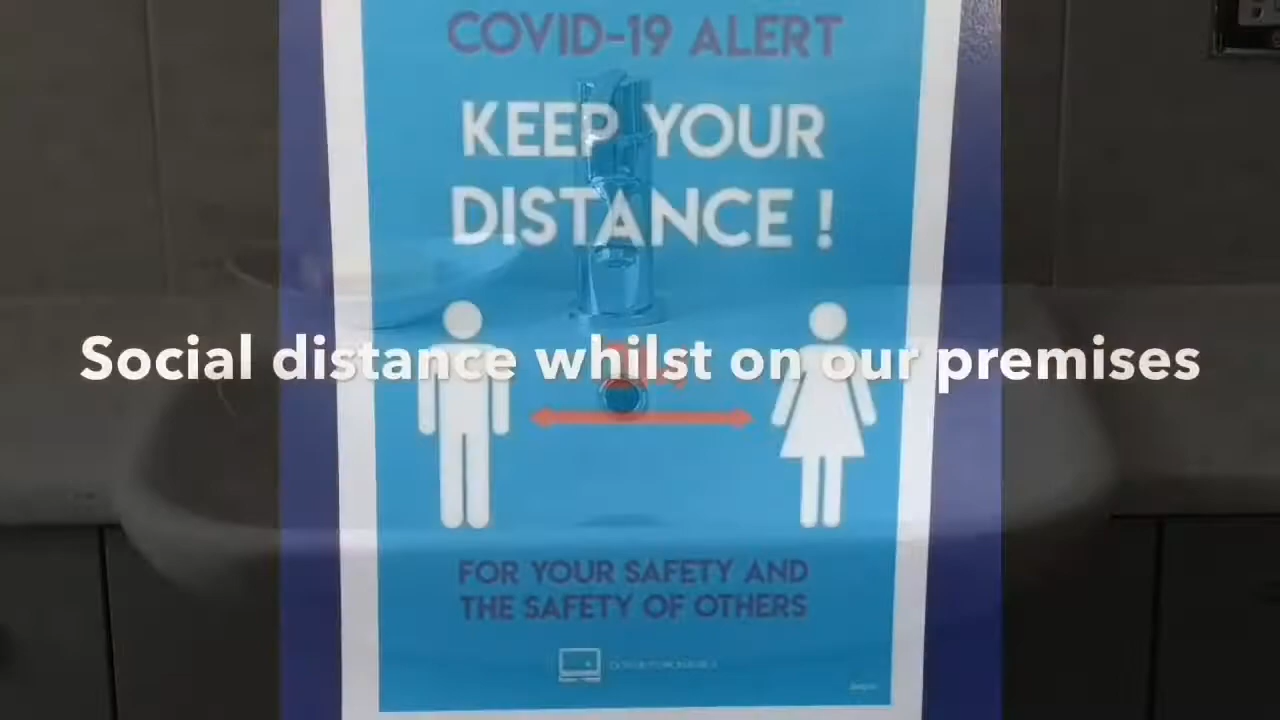 COVID-19 ALERT
KEEP YOUR
DISTANCE !
Social distance whilst on our premises
FOR YOUR SAFETY AND
THE SAFETY OF OTHERS